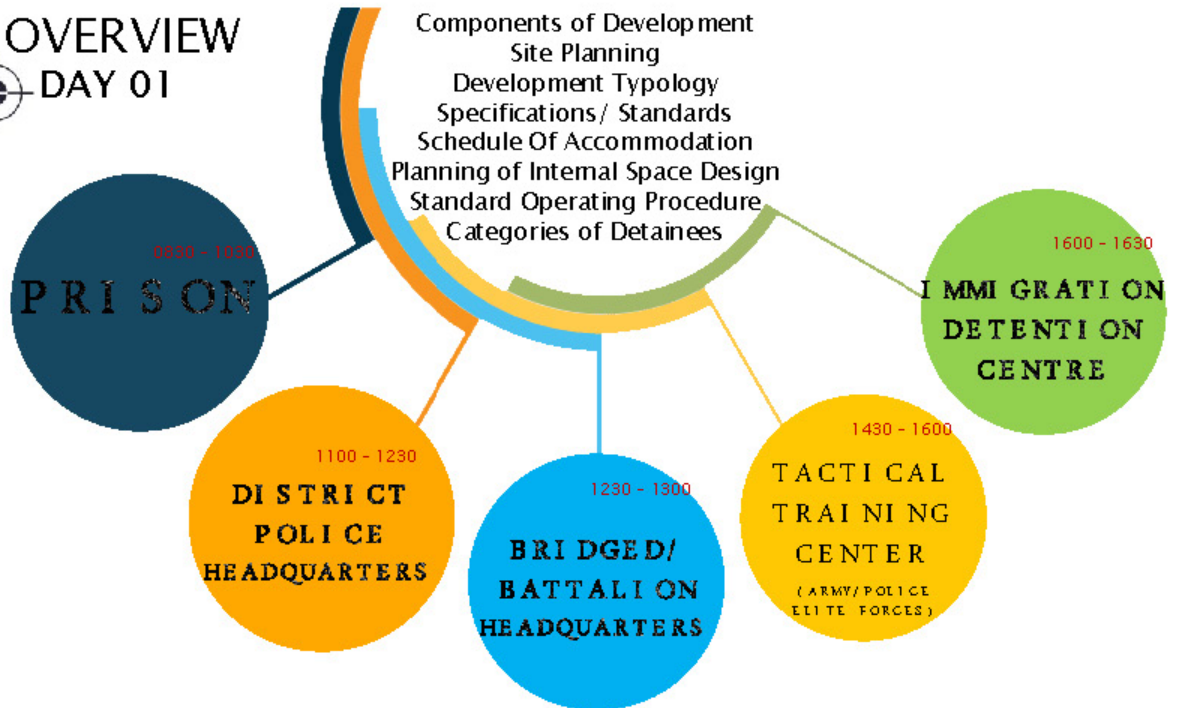 OVERVIEW
DAY 01
Components of Development
Site Planning
Development Typology
Specifications/ Standards
Schedule Of Accommodation
Planning of Internal Space Design
Standard Operating Procedure
Categories of Detainees
PRISON
1100 - 1230
DISTRICT
POLICE
HEADQUARTERS
1230 - 1300
BRIDGED/
BATTALION
HEADQUARTERS
1430 - 1600
TACTICAL
TRAINING
CENTER
(ARMY/POLICE
ELITE FORCES)
1600 - 1630
IMMIGRATION
DETENTION
CENTRE